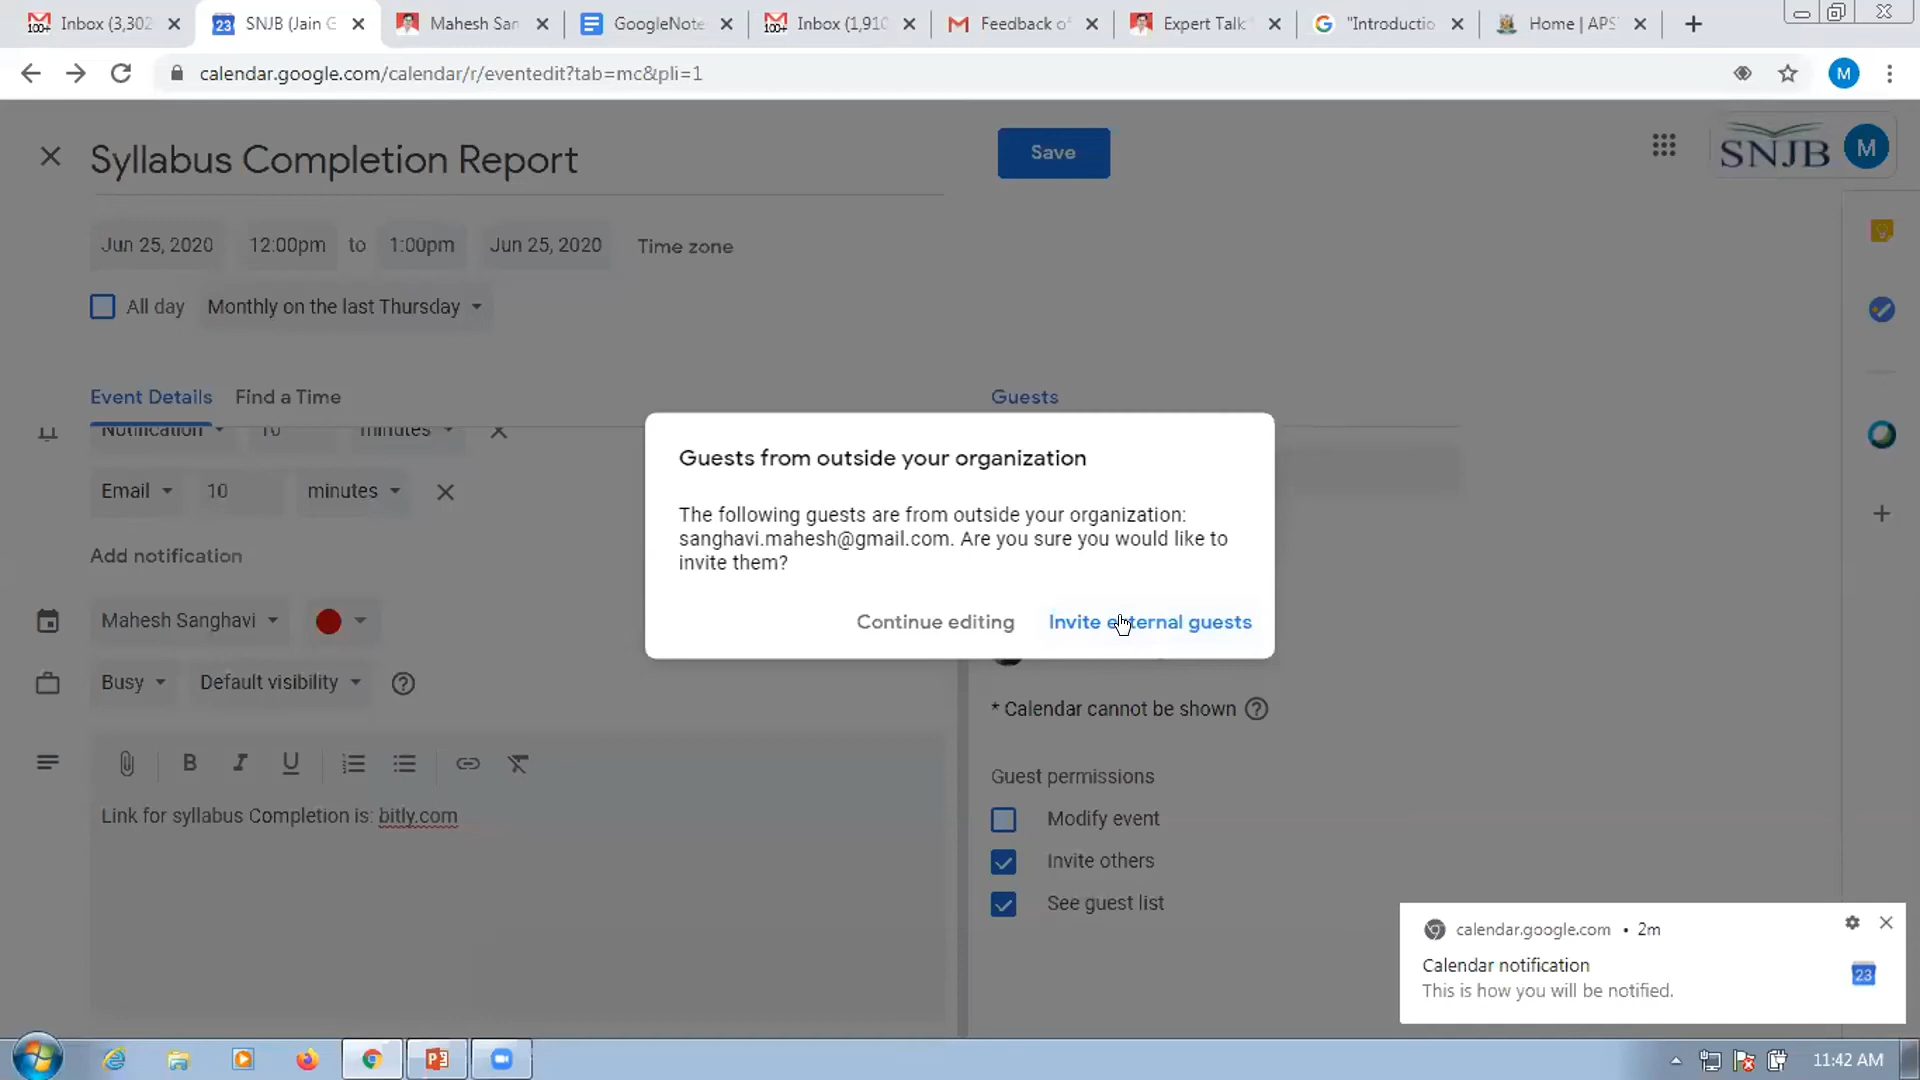 Inbox (3,302
SNJB (Jain G
Mahesh San
GoogleNote
Inbox (1,910
Feedback of
Expert Talk
"Introductio
Home | APS
calendar.google.com/calendar/r/eventedit?tab=mc&pli=1
M
Syllabus Completion Report
Save
SNJB
M
Jun 25, 2020 12:00pm to 1:00pm Jun 25, 2020 Time zone
All day Monthly on the last Thursday
Event Details Find a Time
Guests
Notification 10 minutes
Email 10 minutes
Add notification
Mahesh Sanghavi
Busy Default visibility
B I U
Link for syllabus Completion is: bitly.com
Guests from outside your organization
The following guests are from outside your organization:
sanghavi.mahesh@gmail.com. Are you sure you would like to
invite them?
Continue editing Invite external guests
* Calendar cannot be shown
Guest permissions
Modify event
Invite others
See guest list
calendar.google.com • 2m
Calendar notification
This is how you will be notified.
23
11:42 AM